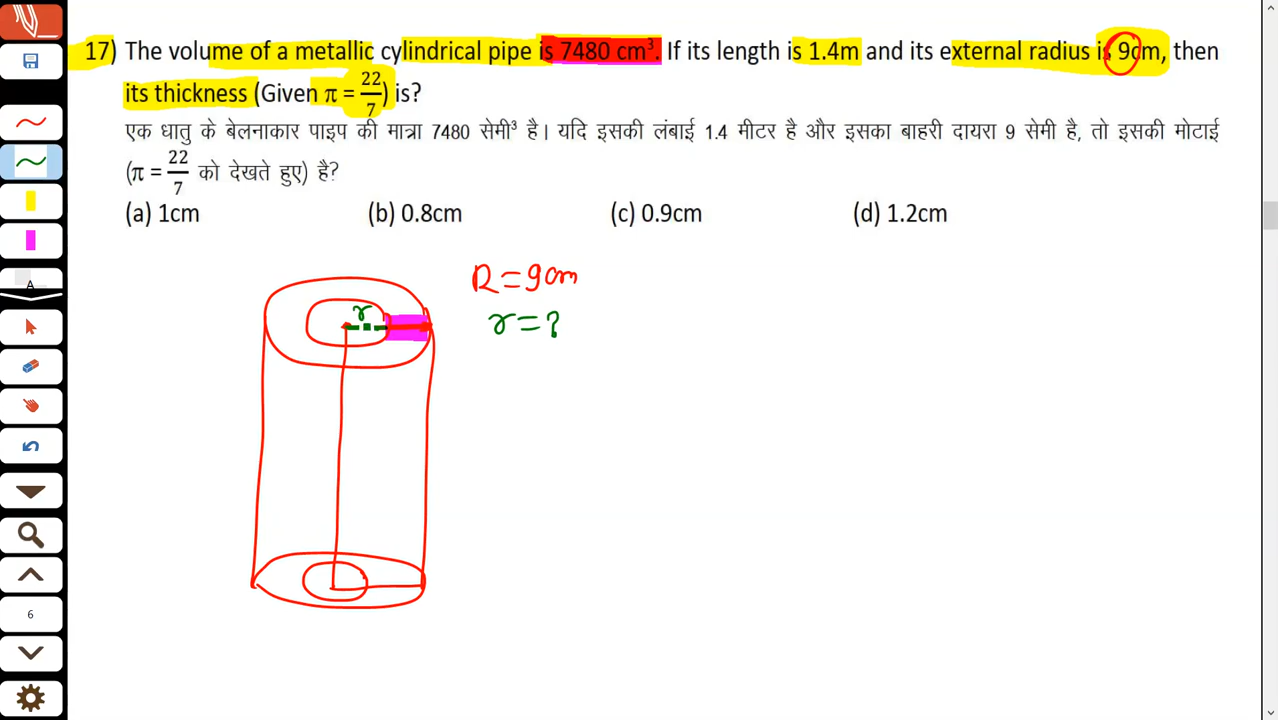 17) The volume of a metallic cylindrical pipe is 7480 cm³. If its length is 1.4m and its external radius is 9cm, then
its thickness (Given π = 22/7) is?
एक धातु के बेलनाकार पाइप की मात्रा 7480 सेमी³ है। यदि इसकी लंबाई 1.4 मीटर है और इसका बाहरी दायरा 9 सेमी है, तो इसकी मोटाई
(π = 22/7 को देखते हुए) है?
(a) 1cm (b) 0.8cm (c) 0.9cm (d) 1.2cm
R = 9cm
r
r = ?
A
6